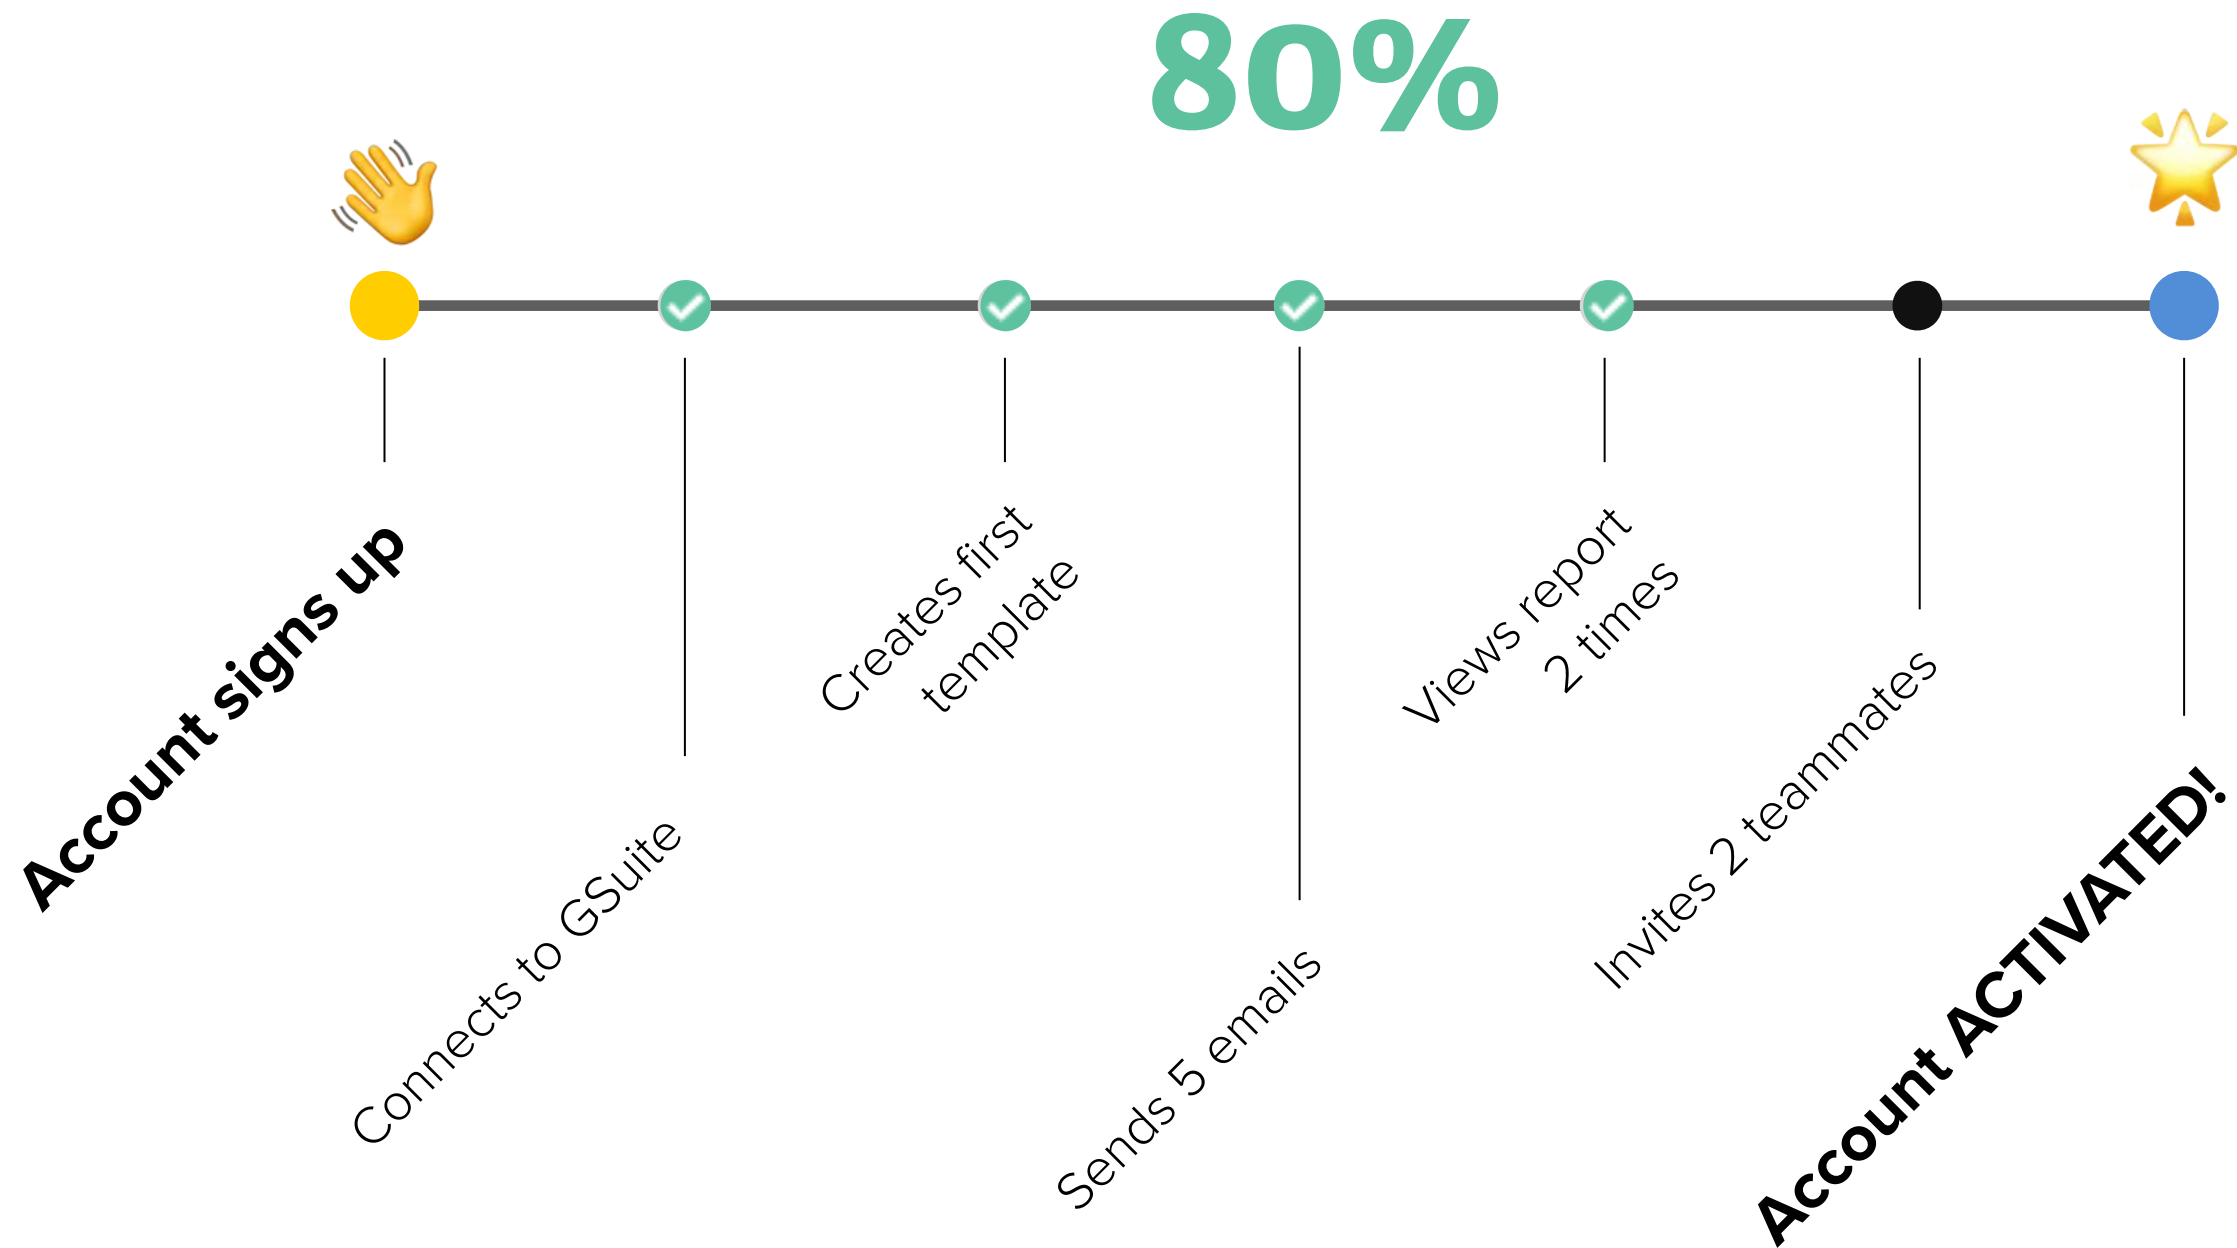 80%
Account signs up
Connects to GSuite
Creates first
template
Sends 5 emails
Views report
2 times
Invites 2 teammates
Account ACTIVATED!